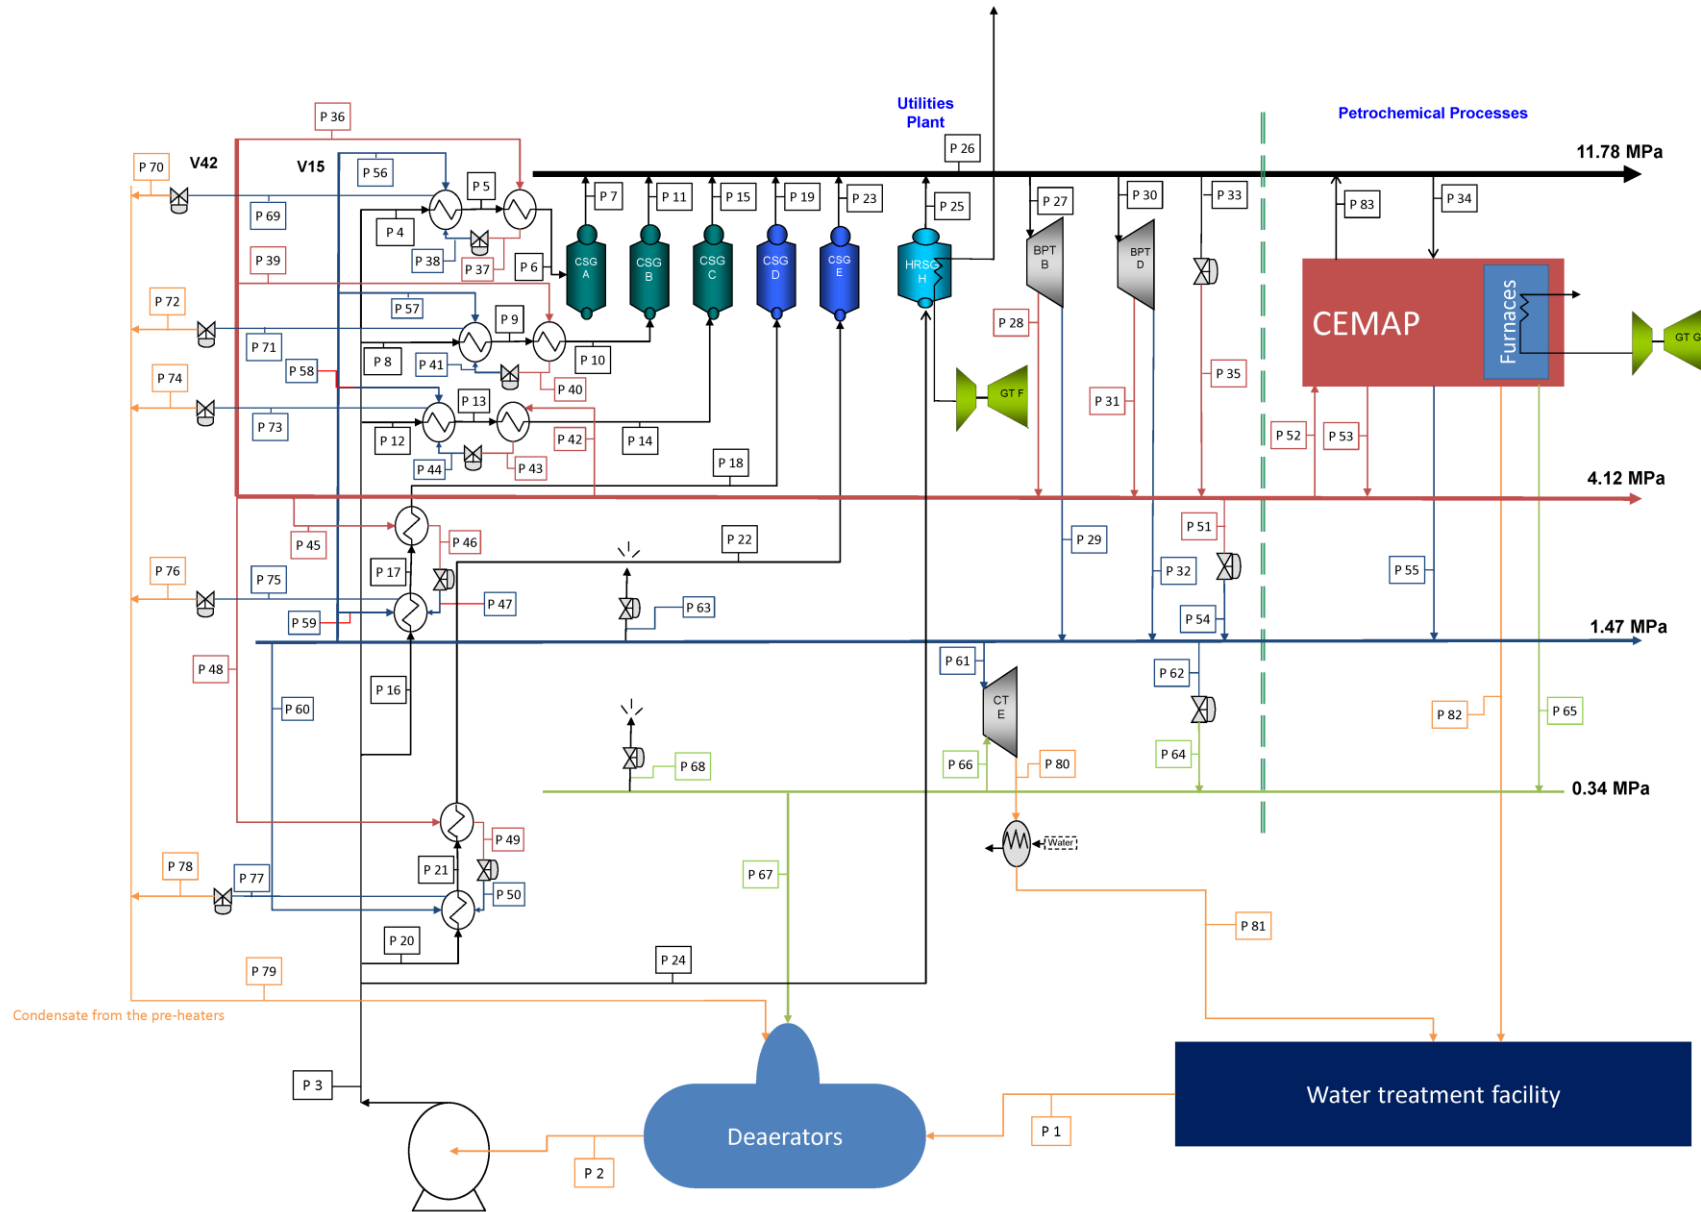 P 36
Utilities
Plant
Petrochemical Processes
P 26
11.78 MPa
V42
V15
P 70
P 56
P 5
P 7
P 11
P 15
P 19
P 23
P 25
P 27
P 30
P 33
P 83
P 34
P 69
P 4
P 38
P 37
P 6
CSG
A
CSG
B
CSG
C
CSG
D
CSG
E
HRSG
H
BPT
B
BPT
D
P 39
P 72
P 57
P 9
P 28
CEMAP
Furnaces
GT G
P 71
P 8
P 41
P 40
P 10
P 58
P 74
P 35
P 13
GT F
P 31
P 73
P 12
P 42
P 14
P 52
P 53
P 44
P 43
P 18
4.12 MPa
P 45
P 46
P 22
P 51
P 29
P 76
P 75
P 17
P 32
P 55
P 47
P 63
P 59
P 54
1.47 MPa
P 48
P 61
P 62
P 16
P 60
CT
E
P 82
P 65
P 68
P 66
P 80
P 64
0.34 MPa
P 49
Water
P 78
P 77
P 21
P 67
P 50
P 81
P 20
P 79
P 24
Condensate from the pre-heaters
P 3
Water treatment facility
Deaerators
P 1
P 2